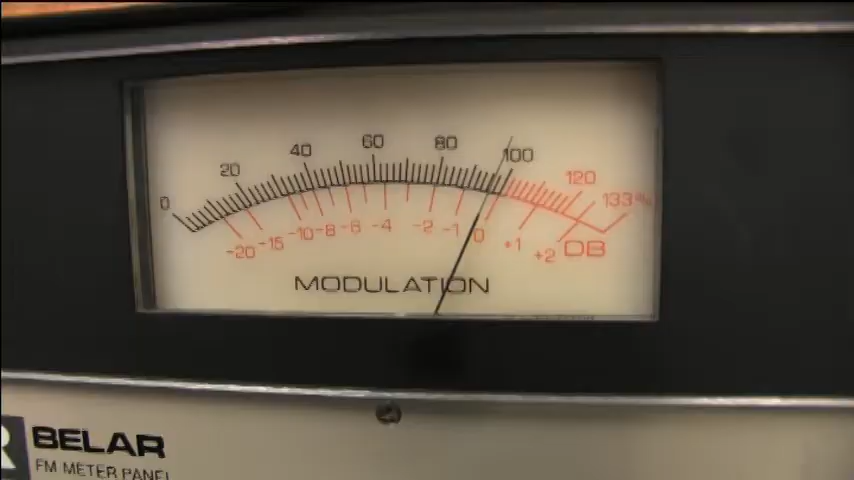 0 20 40 60 80 100 120 133%
-20 -15 -10 -8 -6 -4 -2 -1 0 +1 +2 DB
MODULATION
BELAR
FM METER PANEL